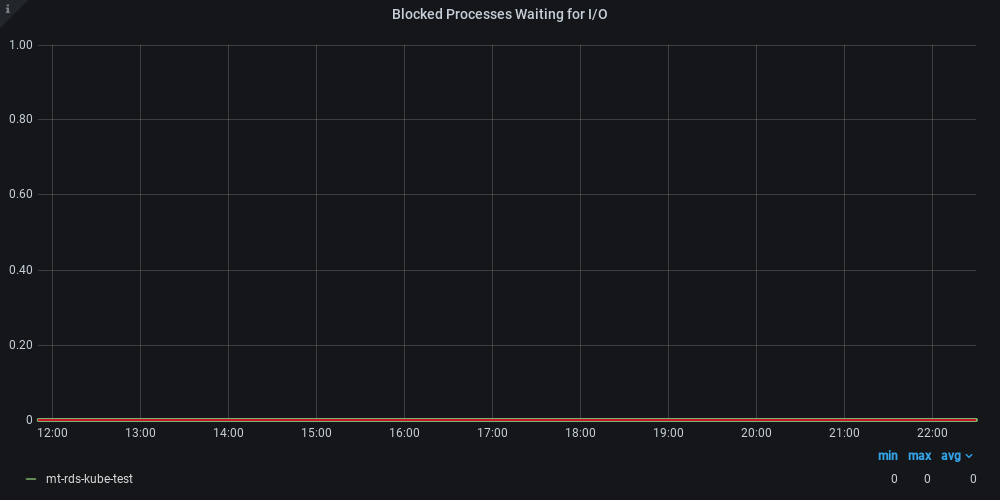 i
Blocked Processes Waiting for I/O
1.00
0.80
0.60
0.40
0.20
0
12:00 13:00 14:00 15:00 16:00 17:00 18:00 19:00 20:00 21:00 22:00
min max avg
mt-rds-kube-test 0 0 0